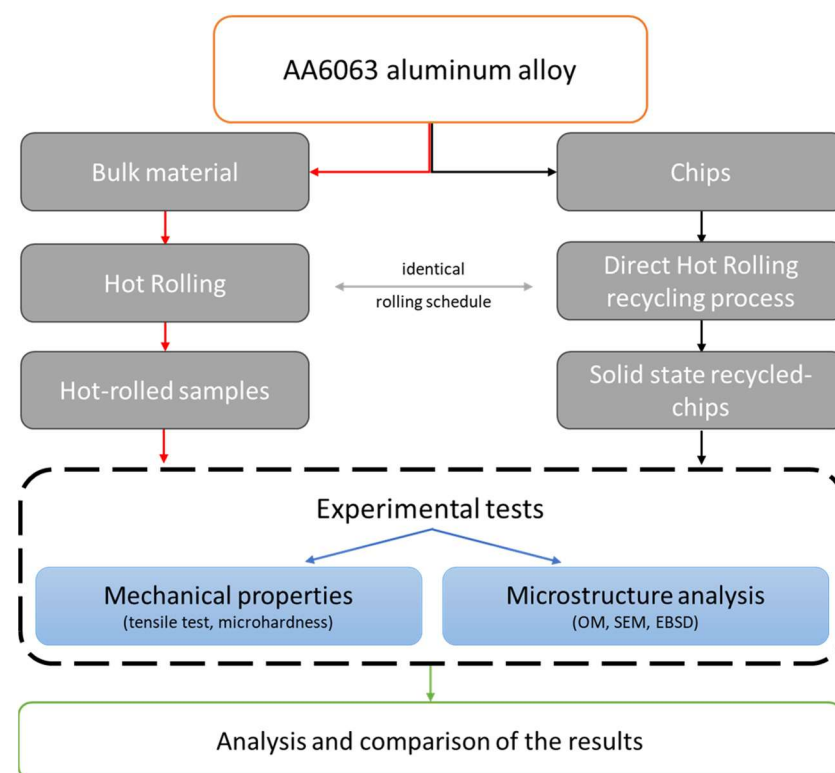 AA6063 aluminum alloy
Bulk material
Chips
Hot Rolling
identical
rolling schedule
Direct Hot Rolling
recycling process
Hot-rolled samples
Solid state recycled-
chips
Experimental tests
Mechanical properties
(tensile test, microhardness)
Microstructure analysis
(OM, SEM, EBSD)
Analysis and comparison of the results